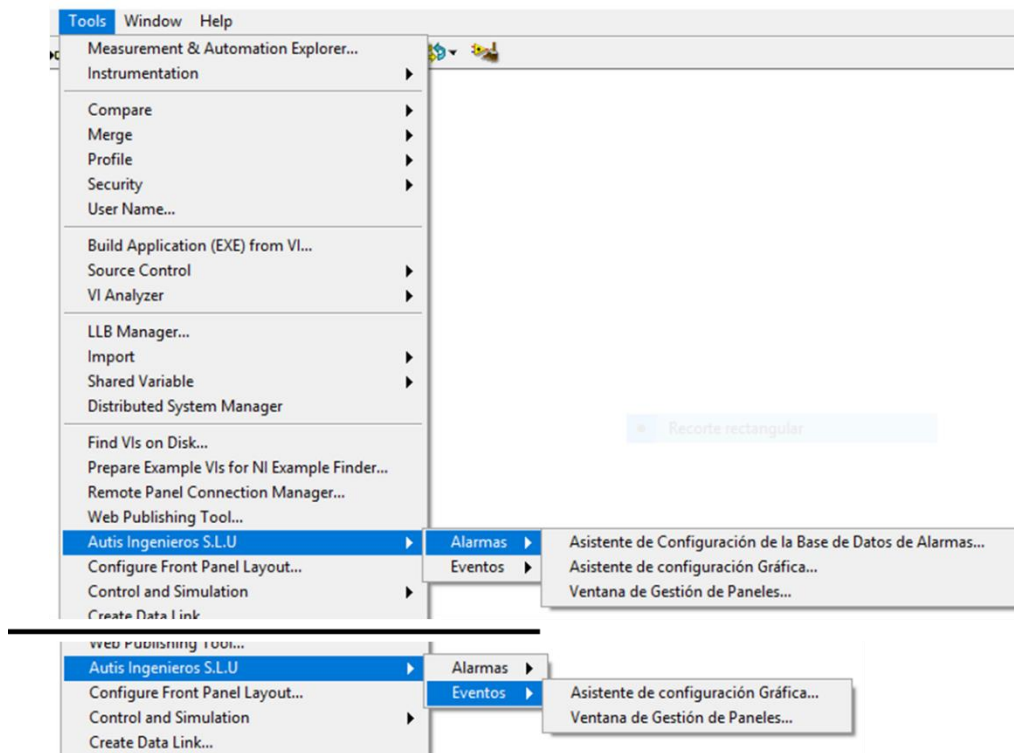 Tools Window Help
Measurement & Automation Explorer...
Instrumentation
Compare
Merge
Profile
Security
User Name...
Build Application (EXE) from VI...
Source Control
VI Analyzer
LLB Manager...
Import
Shared Variable
Distributed System Manager
Recorte rectangular
Find VIs on Disk...
Prepare Example VIs for NI Example Finder...
Remote Panel Connection Manager...
Web Publishing Tool...
Autis Ingenieros S.L.U Alarmas Asistente de Configuración de la Base de Datos de Alarmas...
Configure Front Panel Layout... Eventos Asistente de configuración Gráfica...
Control and Simulation Ventana de Gestión de Paneles...
Create Data Link
Web Publishing Tool...
Autis Ingenieros S.L.U Alarmas
Configure Front Panel Layout... Eventos Asistente de configuración Gráfica...
Control and Simulation Ventana de Gestión de Paneles...
Create Data Link...